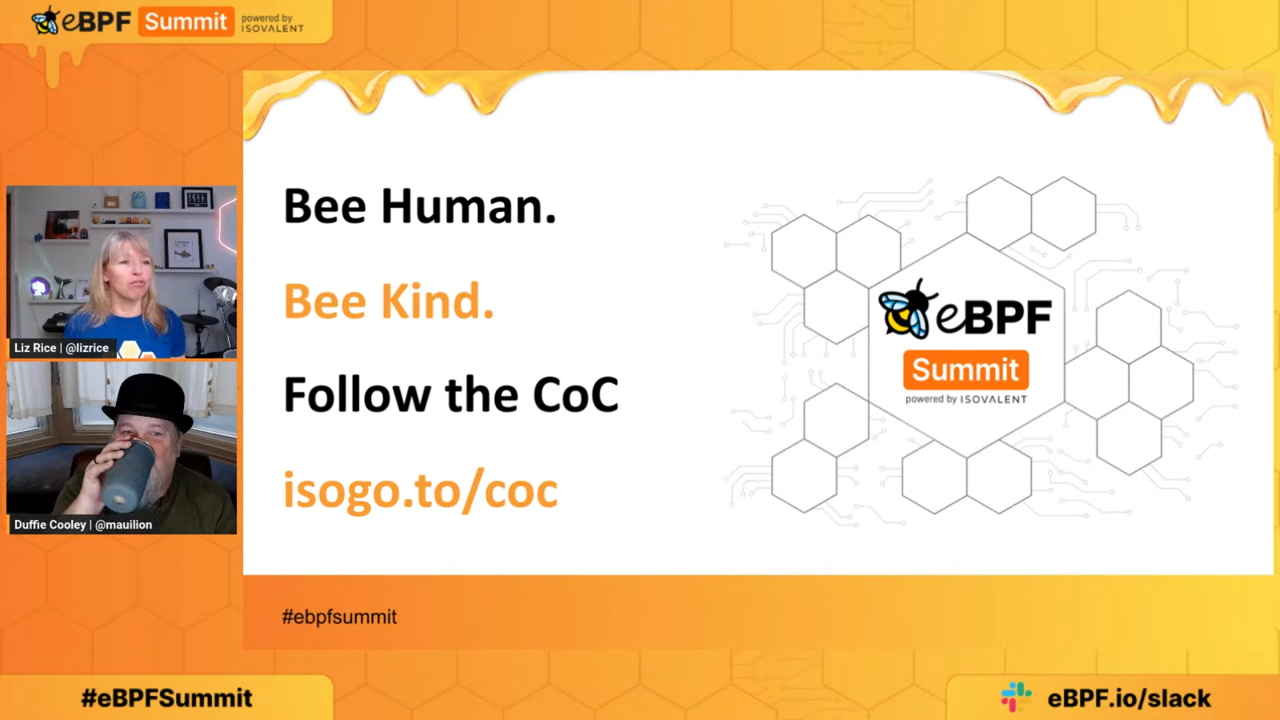 eBPF Summit powered by ISOVALENT
Bee Human.
Bee Kind.
Follow the CoC
isogo.to/coc
eBPF
Summit
powered by ISOVALENT
Liz Rice | @lizrice
Duffie Cooley | @mauilion
#ebpfsummit
#eBPFSummit
eBPF.io/slack